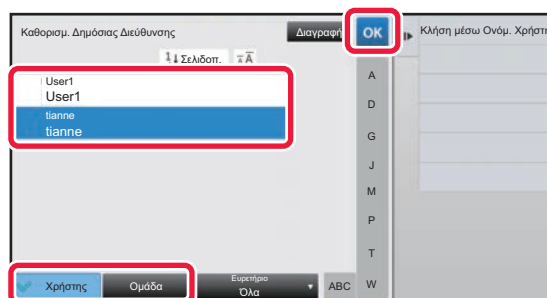 Καθορισμ. Δημόσιας Διεύθυνσης
Διαγραφή
OK
Κλήση μέσω Ονόμ. Χρήστη
Σελιδοπ.
User1
User1
tianne
tianne
A
D
G
J
M
P
T
W
Χρήστης
Ομάδα
Ευρετήριο
Όλα
ABC